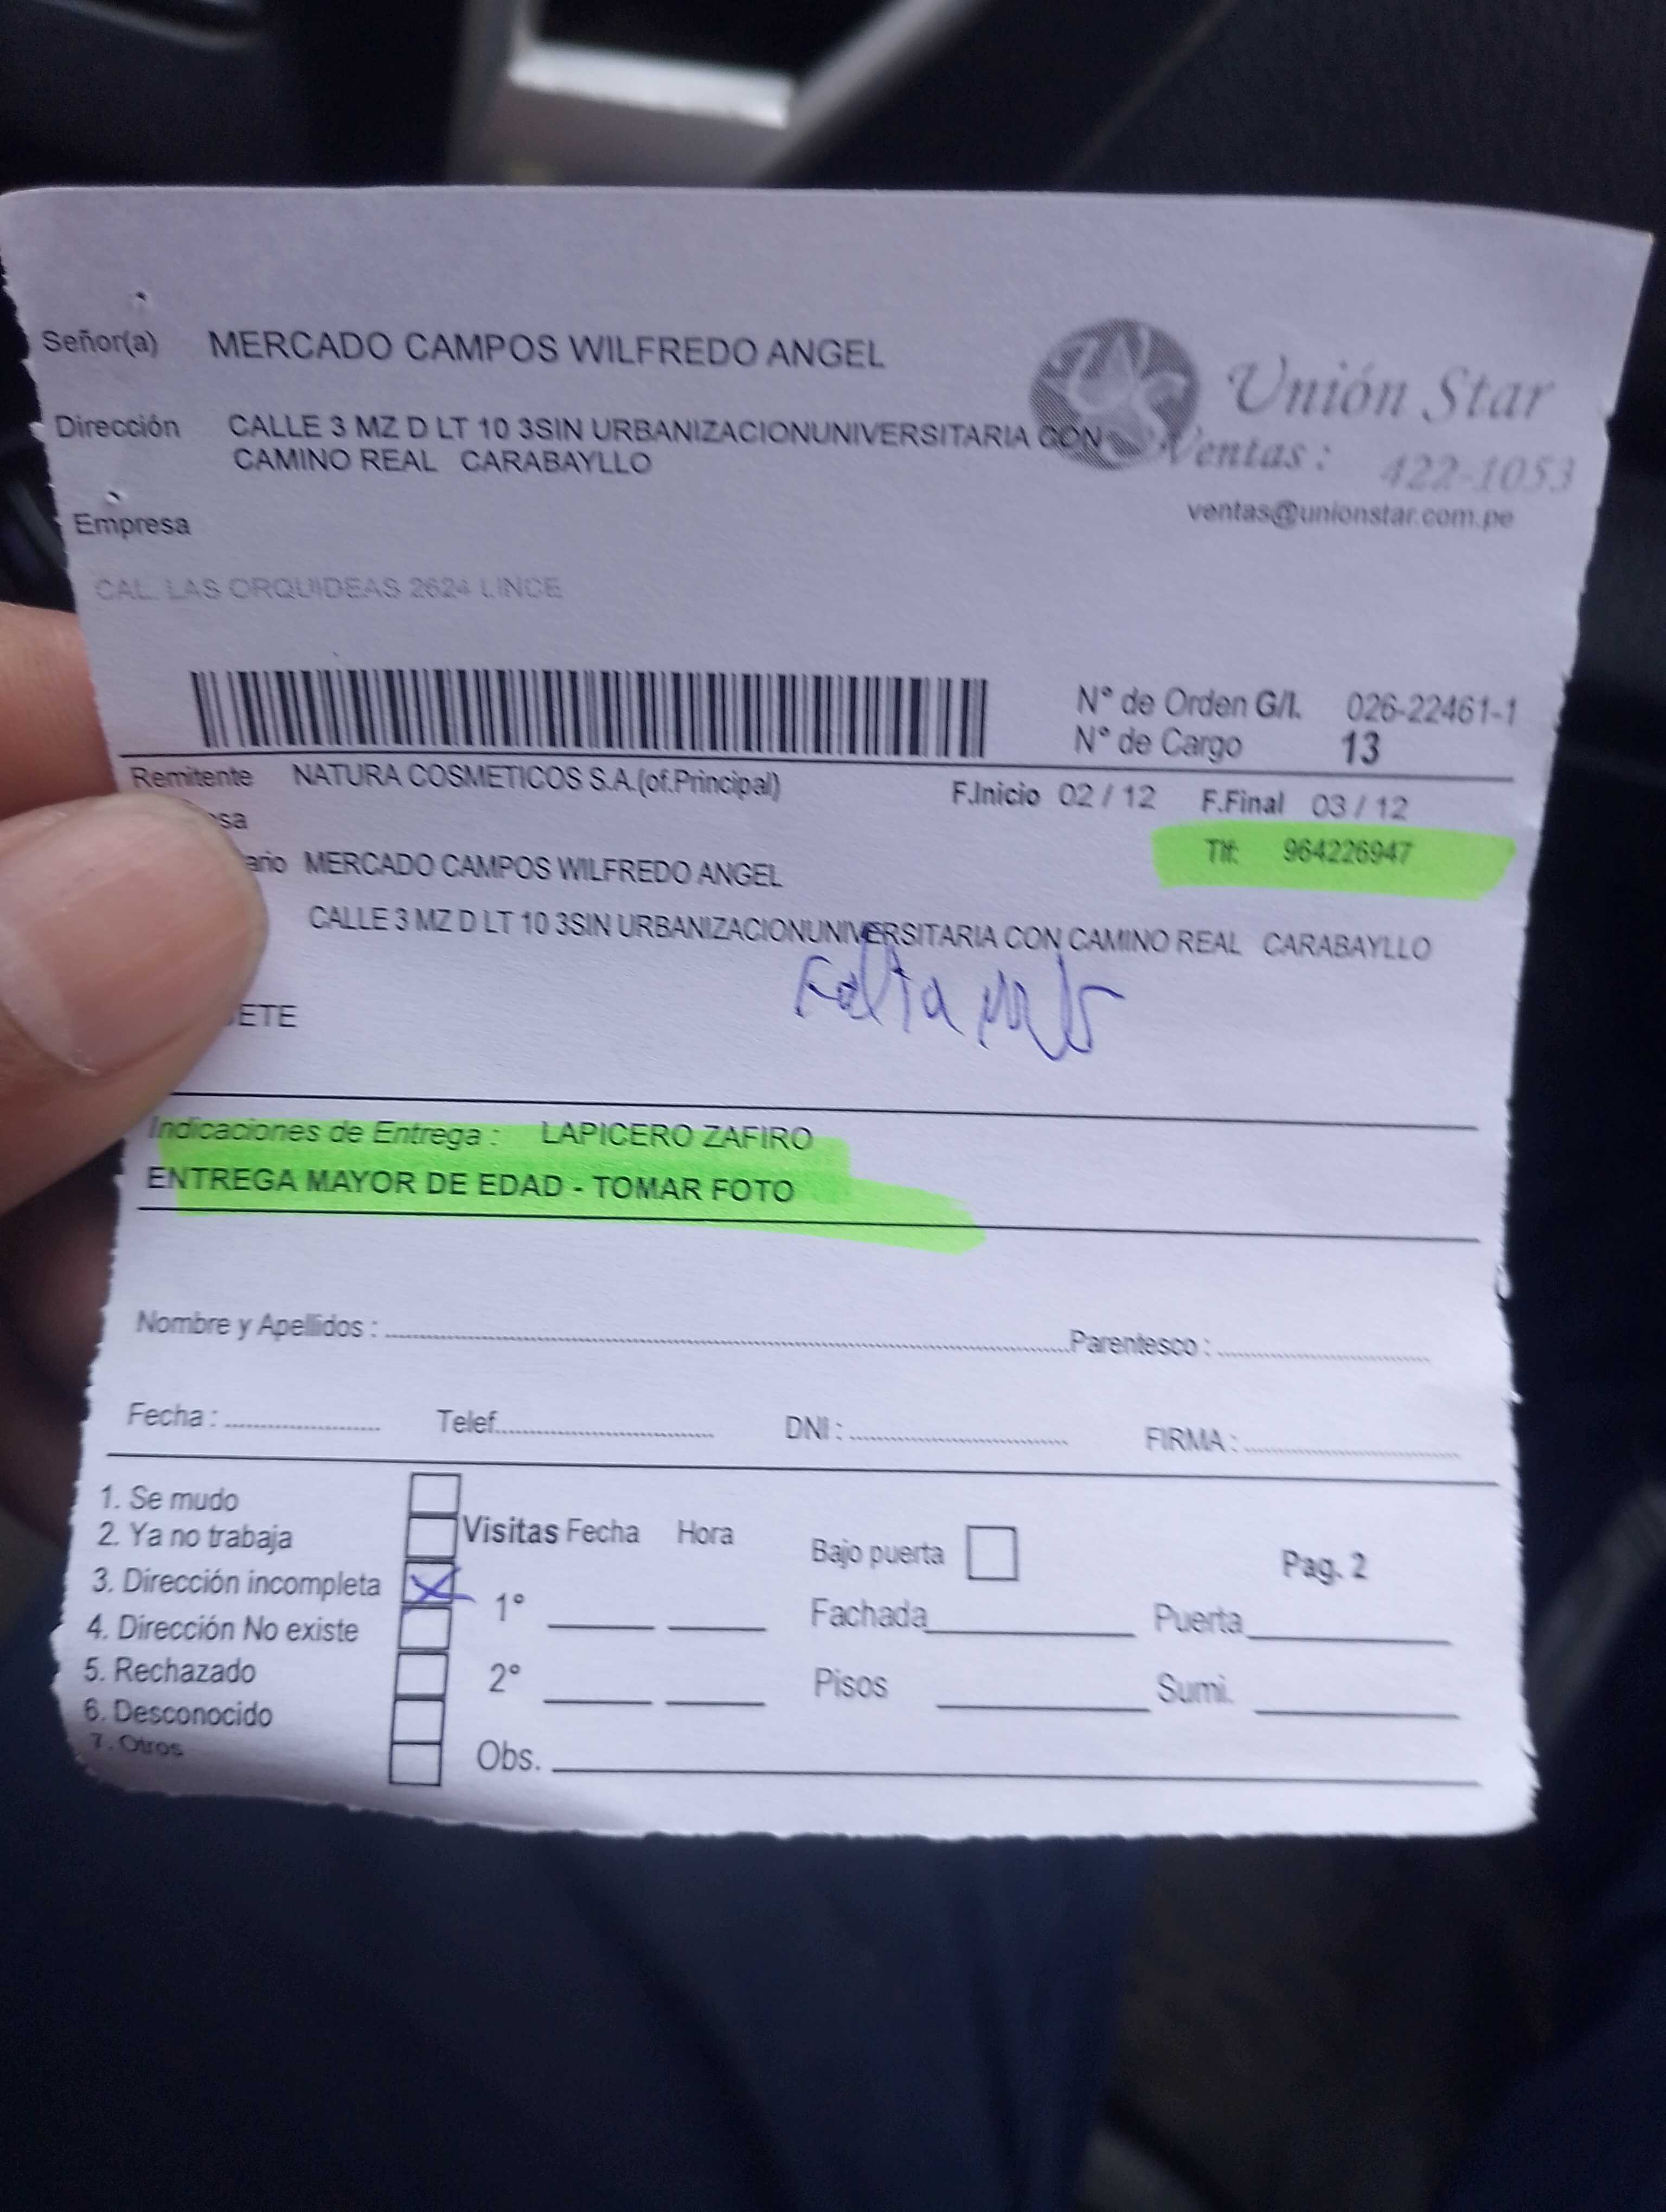 Señor(a) MERCADO CAMPOS WILFREDO ANGEL
Unión Star
Dirección CALLE 3 MZ D LT 10 3SIN URBANIZACIONUNIVERSITARIA CON
CAMINO REAL CARABAYLLO
Ventas : 422-1053
ventas@unionstar.com.pe
Empresa
CAL. LAS ORQUIDEAS 2624 LINCE
N° de Orden G/I. 026-22461-1
N° de Cargo 13
Remitente NATURA COSMETICOS S.A.(of.Principal) F.Inicio 02 / 12 F.Final 03 / 12
sa
Tlf: 964226947
ario MERCADO CAMPOS WILFREDO ANGEL
CALLE 3 MZ D LT 10 3SIN URBANIZACIONUNIVERSITARIA CON CAMINO REAL CARABAYLLO
Falta
ETE
Indicaciones de Entrega : LAPICERO ZAFIRO
ENTREGA MAYOR DE EDAD - TOMAR FOTO
Nombre y Apellidos : Parentesco :
Fecha : Telef. DNI : FIRMA :
1. Se mudo
2. Ya no trabaja Visitas Fecha Hora Bajo puerta Pag. 2
3. Dirección incompleta X 1° Fachada Puerta
4. Dirección No existe
5. Rechazado 2° Pisos Sumi.
6. Desconocido
7. Otros Obs.